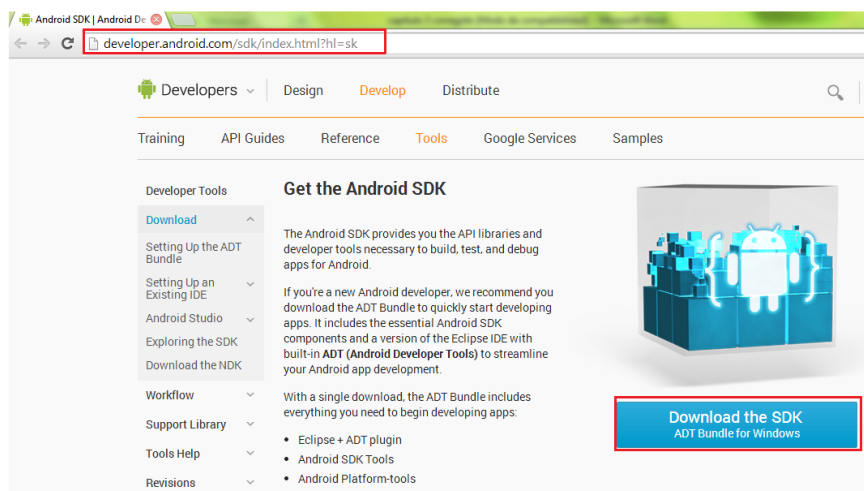 Android SDK | Android De
developer.android.com/sdk/index.html?hl=sk
Developers
Design
Develop
Distribute
Training
API Guides
Reference
Tools
Google Services
Samples
Developer Tools
Download
Setting Up the ADT
Bundle
Setting Up an
Existing IDE
Android Studio
Exploring the SDK
Download the NDK
Workflow
Support Library
Tools Help
Revisions
Get the Android SDK
The Android SDK provides you the API libraries and
developer tools necessary to build, test, and debug
apps for Android.
If you're a new Android developer, we recommend you
download the ADT Bundle to quickly start developing
apps. It includes the essential Android SDK
components and a version of the Eclipse IDE with
built-in ADT (Android Developer Tools) to streamline
your Android app development.
With a single download, the ADT Bundle includes
everything you need to begin developing apps:
• Eclipse + ADT plugin
• Android SDK Tools
• Android Platform-tools
{ }
Download the SDK
ADT Bundle for Windows